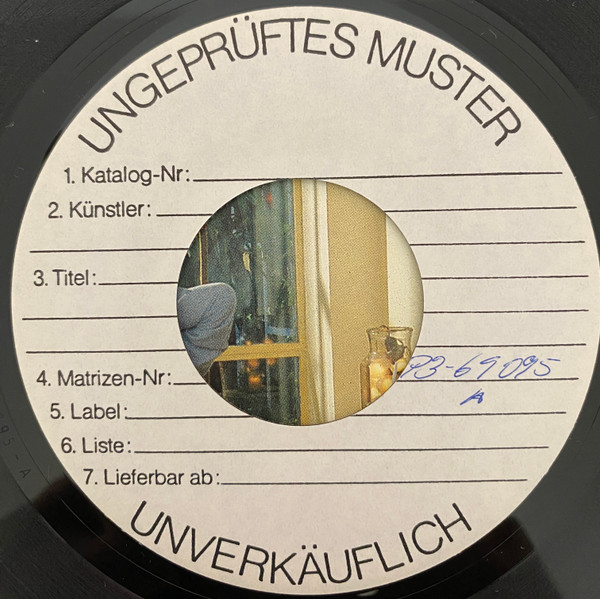 UNGEPRÜFTES MUSTER
1. Katalog-Nr:
2. Künstler:
3. Titel:
4. Matrizen-Nr: P3-69095
A
5. Label:
6. Liste:
7. Lieferbar ab:
UNVERKÄUFLICH